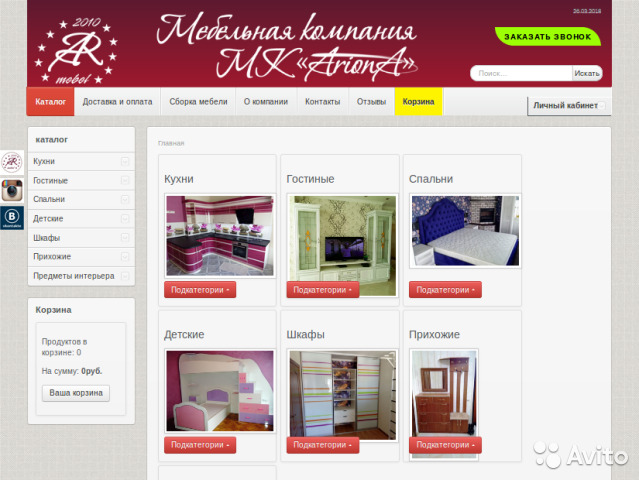 2010
AR
mebel
Мебельная компания
МК «ArionA»
26.03.2018
ЗАКАЗАТЬ ЗВОНОК
Поиск...
Искать
Каталог
Доставка и оплата
Сборка мебели
О компании
Контакты
Отзывы
Корзина
Личный кабинет
каталог
Кухни
Гостиные
Спальни
Детские
Шкафы
Прихожие
Предметы интерьера
Корзина
Продуктов в
корзине: 0
На сумму: 0руб.
Ваша корзина
Главная
Кухни
Гостиные
Спальни
Подкатегории
Подкатегории
Подкатегории
Детские
Шкафы
Прихожие
Подкатегории
Подкатегории
Подкатегории
Avito